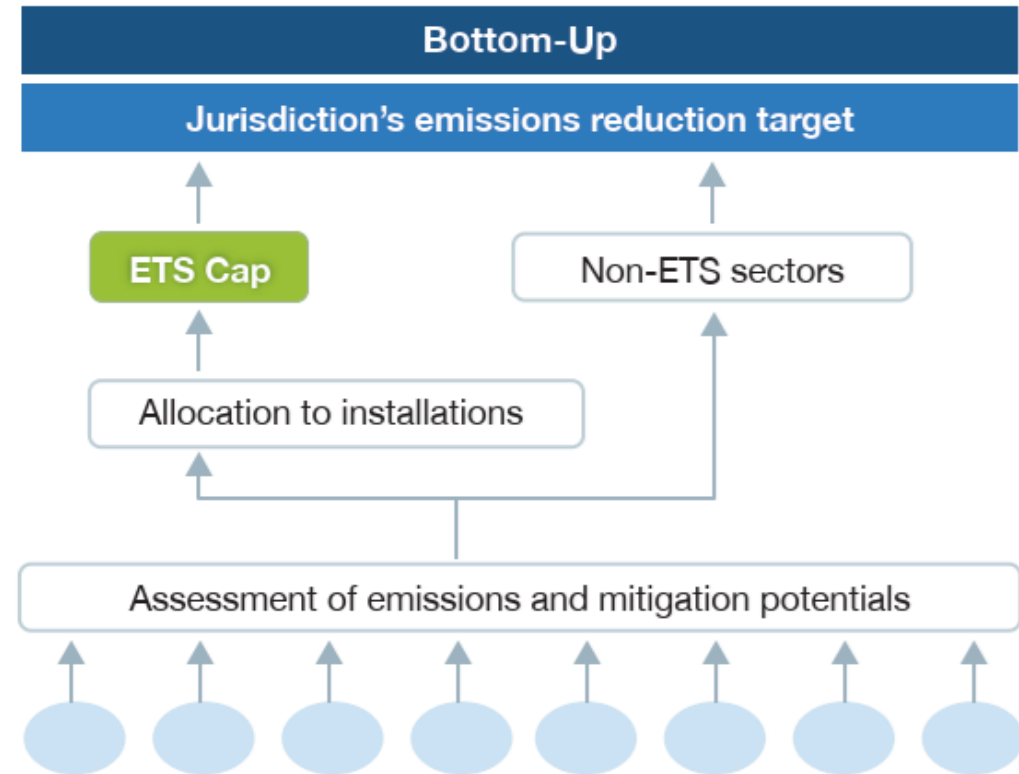 Bottom-Up
Jurisdiction’s emissions reduction target
ETS Cap
Non-ETS sectors
Allocation to installations
Assessment of emissions and mitigation potentials